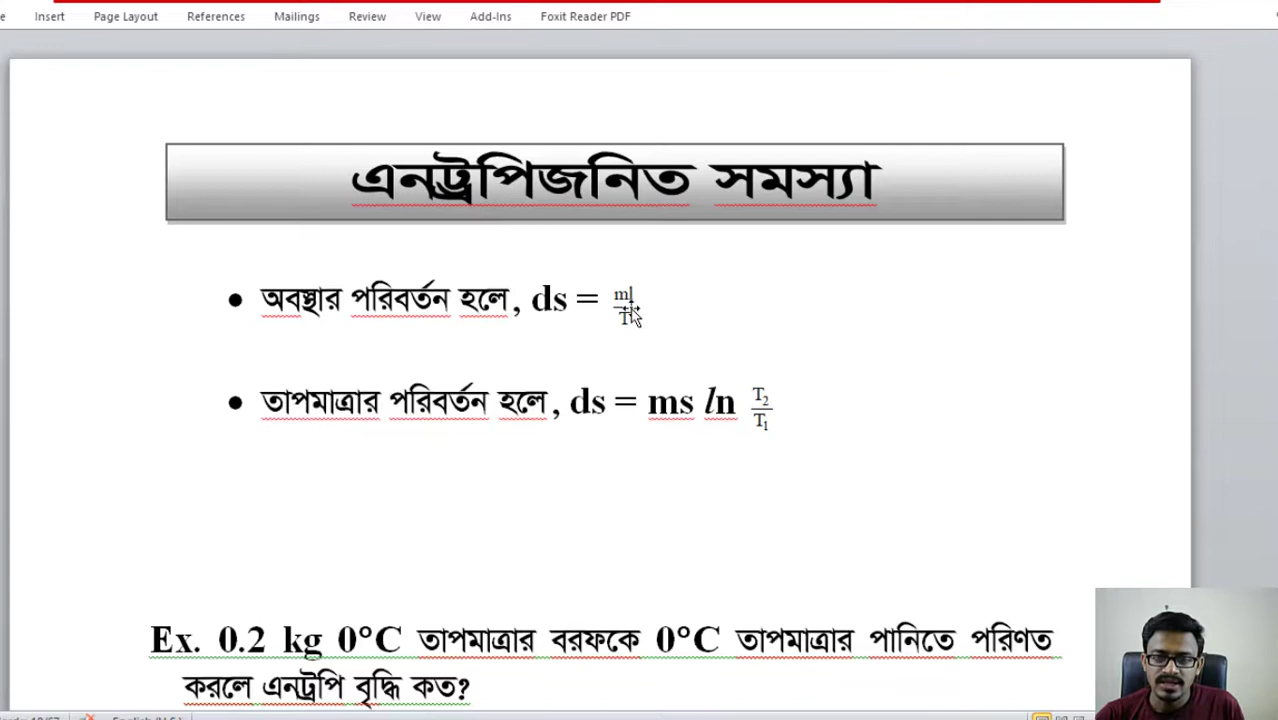 Insert Page Layout References Mailings Review View Add-Ins Foxit Reader PDF
এনট্রপিজনিত সমস্যা
• অবস্থার পরিবর্তন হলে, ds = ml/T
• তাপমাত্রার পরিবর্তন হলে, ds = ms ln T₂/T₁
Ex. 0.2 kg 0°C তাপমাত্রার বরফকে 0°C তাপমাত্রার পানিতে পরিণত
করলে এনট্রপি বৃদ্ধি কত?